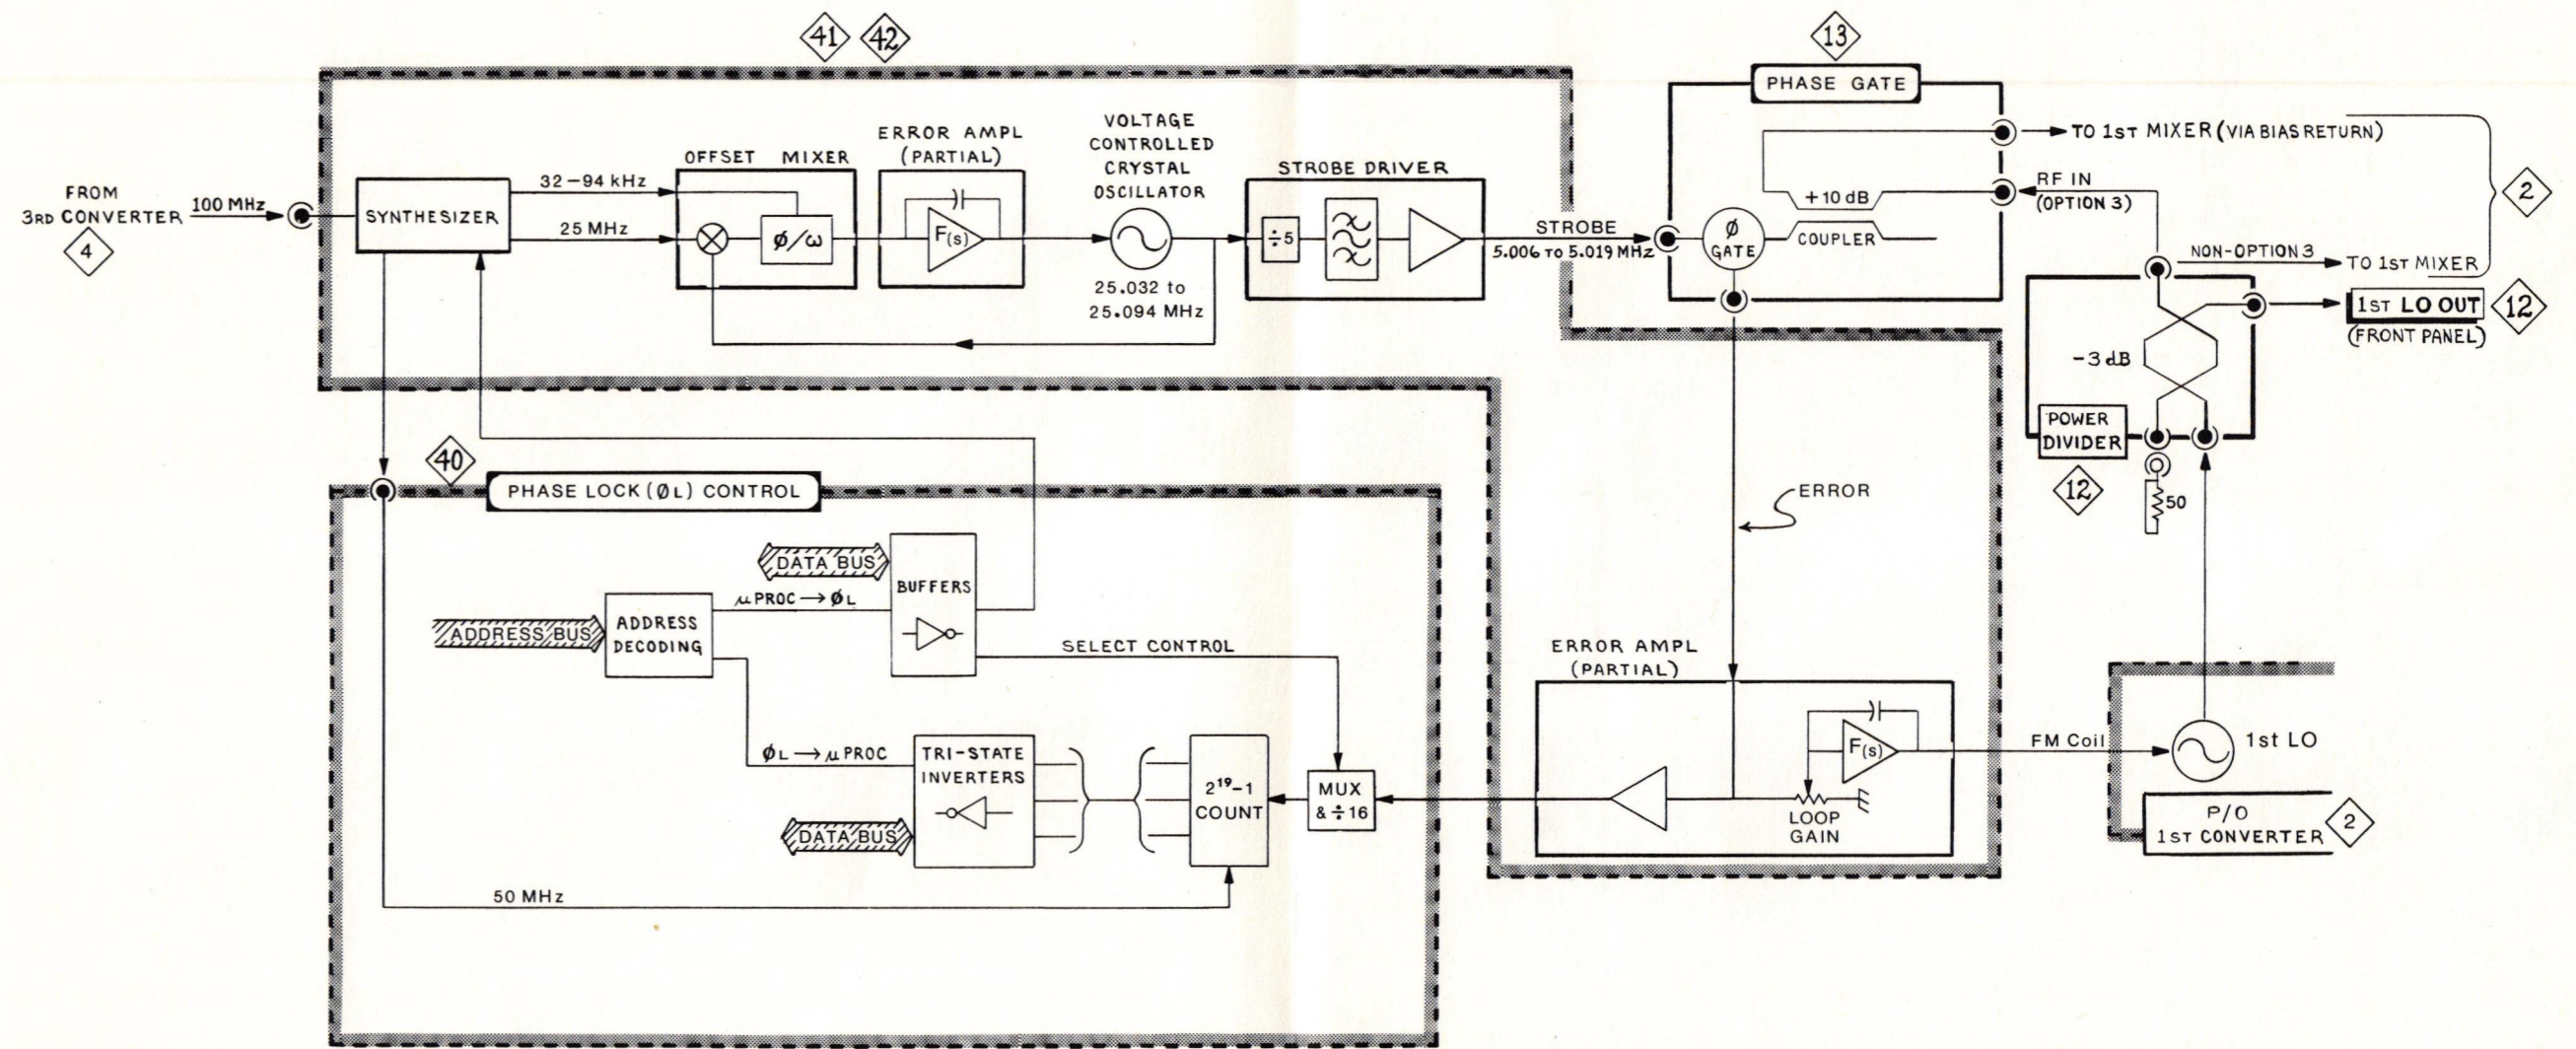 41 42
13
PHASE GATE
VOLTAGE
CONTROLLED
CRYSTAL
OSCILLATOR
ERROR AMPL
(PARTIAL)
OFFSET MIXER
STROBE DRIVER
TO 1ST MIXER (VIA BIAS RETURN)
FROM
3RD CONVERTER
4
100 MHz
SYNTHESIZER
32-94 kHz
25 MHz
Ø/ω
F(s)
25.032 to
25.094 MHz
÷5
STROBE
5.006 TO 5.019 MHz
Ø
GATE
+10 dB
COUPLER
RF IN
(OPTION 3)
2
NON-OPTION 3
TO 1ST MIXER
1ST LO OUT
12
(FRONT PANEL)
-3 dB
POWER
DIVIDER
12
50
40
PHASE LOCK (ØL) CONTROL
ERROR
DATA BUS
BUFFERS
μPROC → ØL
ADDRESS BUS
ADDRESS
DECODING
SELECT CONTROL
ERROR AMPL
(PARTIAL)
ØL → μPROC
TRI-STATE
INVERTERS
DATA BUS
2¹⁹-1
COUNT
MUX
& ÷16
F(s)
LOOP
GAIN
FM Coil
1st LO
P/O
1ST CONVERTER
2
50 MHz